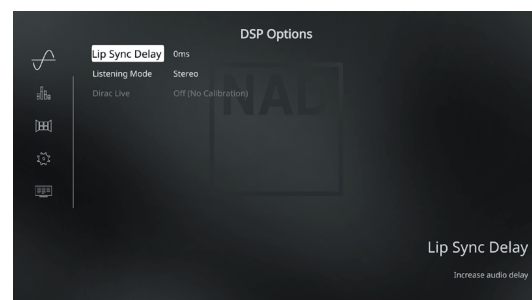 DSP Options
Lip Sync Delay 0ms
Listening Mode Stereo
Dirac Live Off (No Calibration)
NAD
Lip Sync Delay
Increase audio delay